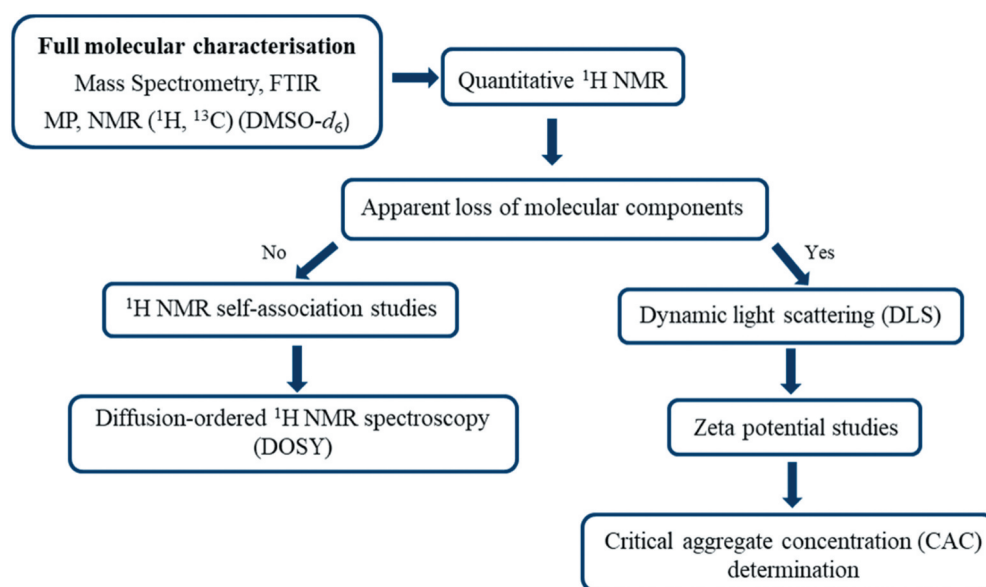 Full molecular characterisation
Mass Spectrometry, FTIR
MP, NMR (¹H, ¹³C) (DMSO-d₆)
Quantitative ¹H NMR
Apparent loss of molecular components
No
Yes
¹H NMR self-association studies
Dynamic light scattering (DLS)
Diffusion-ordered ¹H NMR spectroscopy
(DOSY)
Zeta potential studies
Critical aggregate concentration (CAC)
determination